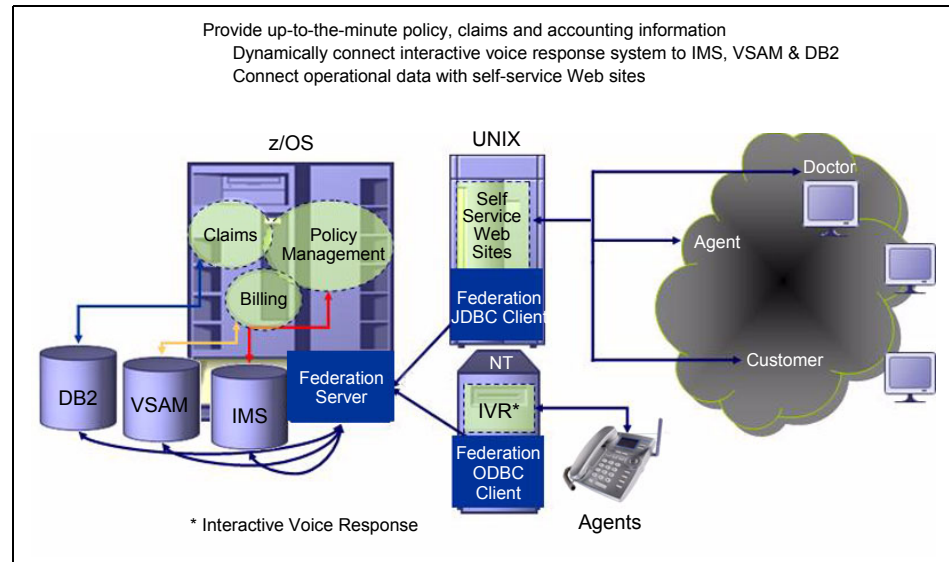 Provide up-to-the-minute policy, claims and accounting information
Dynamically connect interactive voice response system to IMS, VSAM & DB2
Connect operational data with self-service Web sites
z/OS
UNIX
Claims
Policy
Management
Billing
Self
Service
Web
Sites
Doctor
Agent
Customer
Federation
JDBC Client
DB2
VSAM
IMS
Federation
Server
NT
IVR*
Federation
ODBC
Client
Agents
* Interactive Voice Response